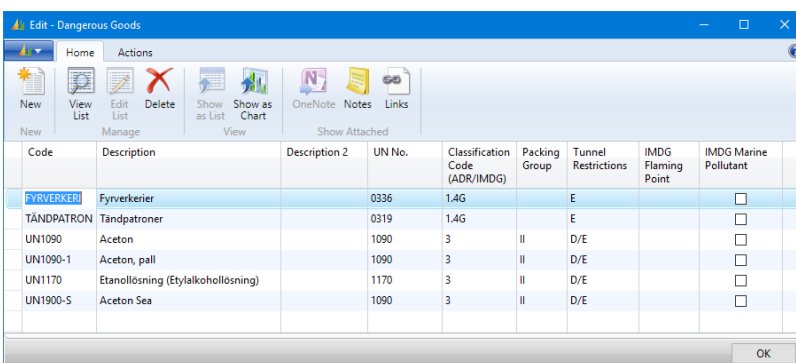 Edit - Dangerous Goods
Home Actions
New View List Edit List Delete Show as List Show as Chart OneNote Notes Links
New Manage View Show Attached
Code Description Description 2 UN No. Classification Code (ADR/IMDG) Packing Group Tunnel Restrictions IMDG Flaming Point IMDG Marine Pollutant
FYRVERKERI Fyrverkerier 0336 1.4G E
TÄNDPATRON Tändpatroner 0319 1.4G E
UN1090 Aceton 1090 3 II D/E
UN1090-1 Aceton, pall 1090 3 II D/E
UN1170 Etanollösning (Etylalkohollösning) 1170 3 II D/E
UN1900-S Aceton Sea 1090 3 II D/E
OK